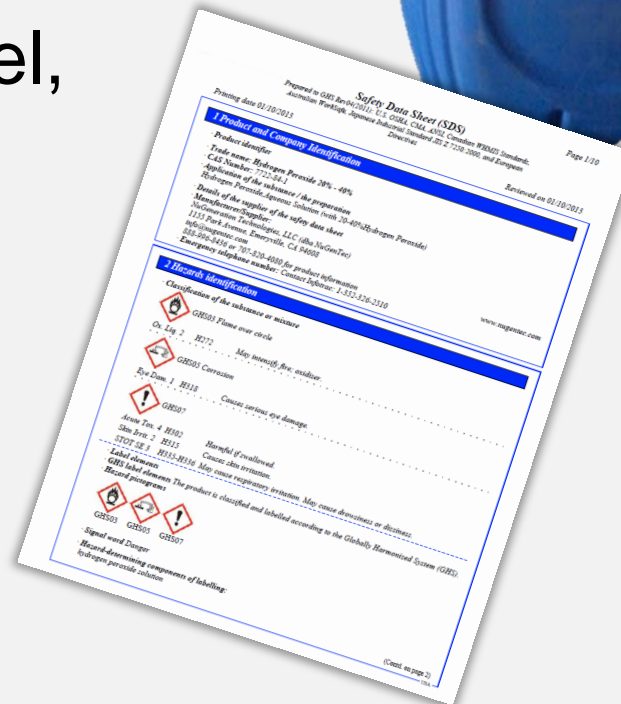 el,
Safety Data Sheet (SDS)
Prepared to GHS Rev04(2011); U.S. OSHA, CMA, ANSI, Canadian WHMIS Standards,
Australian WorkSafe, Japanese Industrial Standard JIS Z 7250:2000, and European
Directives
Page 1/10
Printing date 01/10/2013
Reviewed on 01/10/2013
1 Product and Company Identification
· Product identifier
· Trade name: Hydrogen Peroxide 20% - 40%
· CAS Number: 7722-84-1
· Application of the substance / the preparation
Hydrogen Peroxide Aqueous Solution (with 20-40%Hydrogen Peroxide)
· Details of the supplier of the safety data sheet
· Manufacturer/Supplier:
NuGeneration Technologies, LLC (dba NuGenTec)
1155 Park Avenue, Emeryville, CA 94608
info@nugentec.com
www.nugentec.com
888-996-8436 or 707-820-4080 for product information
· Emergency telephone number: Contact Infotrac: 1-352-326-2510
2 Hazards identification
· Classification of the substance or mixture
GHS03 Flame over circle
Ox. Liq. 2 H272 May intensify fire; oxidiser.
GHS05 Corrosion
Eye Dam. 1 H318 Causes serious eye damage.
GHS07
Acute Tox. 4 H302 Harmful if swallowed.
Skin Irrit. 2 H315 Causes skin irritation.
STOT SE 3 H335-H336 May cause respiratory irritation. May cause drowsiness or dizziness.
· Label elements
· GHS label elements The product is classified and labelled according to the Globally Harmonized System (GHS).
· Hazard pictograms
GHS03 GHS05 GHS07
· Signal word Danger
· Hazard-determining components of labelling:
hydrogen peroxide solution
(Contd. on page 2)
USA